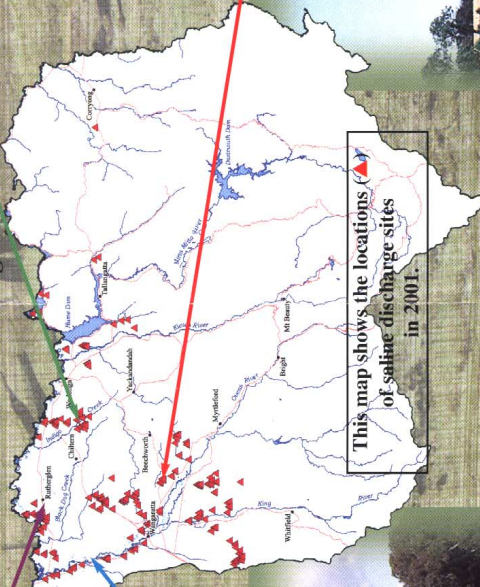 This map shows the locations (▲)
of saline discharge sites
in 2001.
Corryong
Dartmouth Dam
Mitta Mitta River
Tallangatta
Hume Dam
Kiewa River
Mt Beauty
Bright
Ovens River
Yackandandah
Myrtleford
Beechworth
Wodonga
Indigo Creek
Chiltern
Rutherglen
Black Dog Creek
Wangaratta
King River
Whitfield